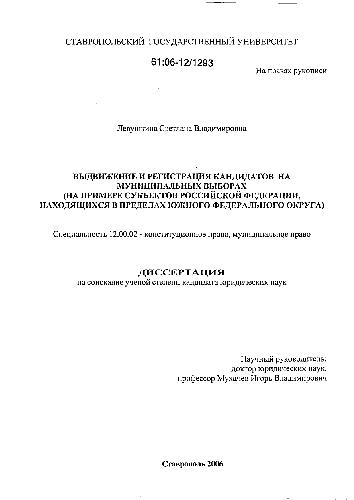 СТАВРОПОЛЬСКИЙ ГОСУДАРСТВЕННЫЙ УНИВЕРСИТЕТ
61:06-12/1293
На правах рукописи
Светлана Владимировна
ВЫДВИЖЕНИЕ И РЕГИСТРАЦИЯ КАНДИДАТОВ НА
МУНИЦИПАЛЬНЫХ ВЫБОРАХ
(НА ПРИМЕРЕ СУБЪЕКТОВ РОССИЙСКОЙ ФЕДЕРАЦИИ,
НАХОДЯЩИХСЯ В ПРЕДЕЛАХ ЮЖНОГО ФЕДЕРАЛЬНОГО ОКРУГА)
Специальность 12.00.02 - конституционное право, муниципальное право
ДИССЕРТАЦИЯ
на соискание ученой степени кандидата юридических наук
Научный руководитель:
доктор юридических наук,
профессор Мухачев Игорь Владимирович
Ставрополь 2006